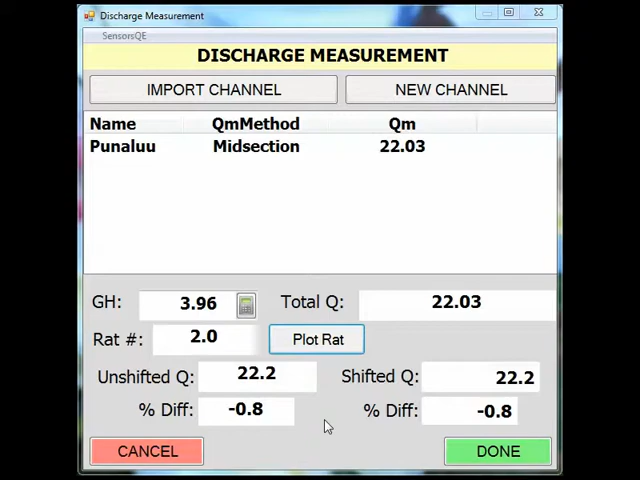 Discharge Measurement
SensorsQE
DISCHARGE MEASUREMENT
IMPORT CHANNEL NEW CHANNEL
Name QmMethod Qm
Punaluu Midsection 22.03
GH: 3.96 Total Q: 22.03
Rat #: 2.0 Plot Rat
Unshifted Q: 22.2 Shifted Q: 22.2
% Diff: -0.8 % Diff: -0.8
CANCEL DONE